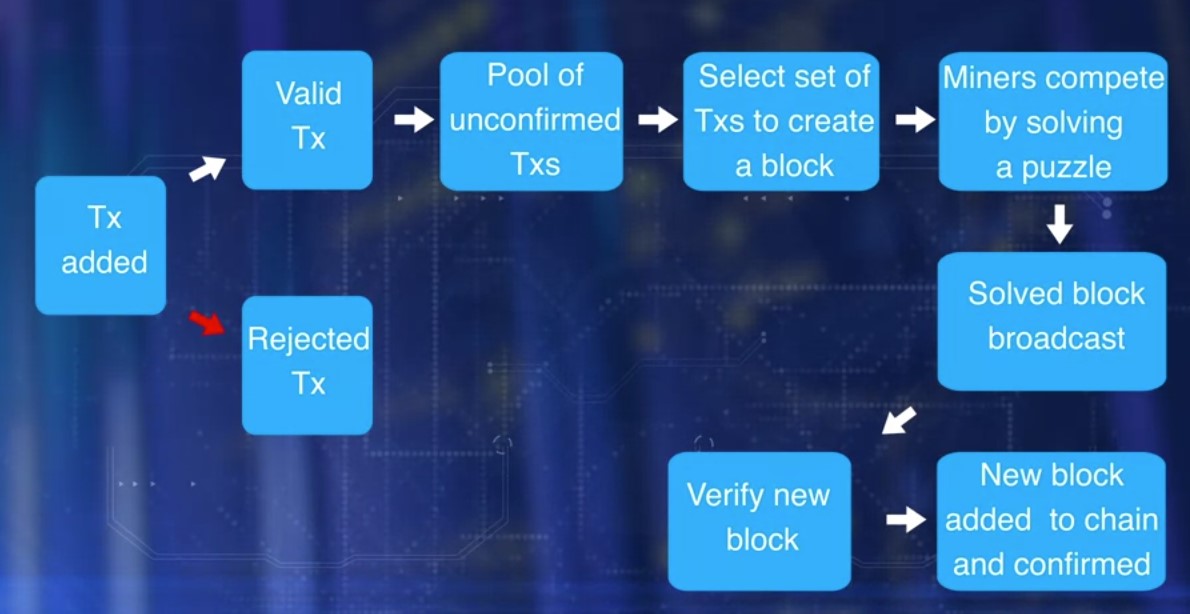 Tx
added
Valid
Tx
Rejected
Tx
Pool of
unconfirmed
Txs
Select set of
Txs to create
a block
Miners compete
by solving
a puzzle
Solved block
broadcast
Verify new
block
New block
added to chain
and confirmed